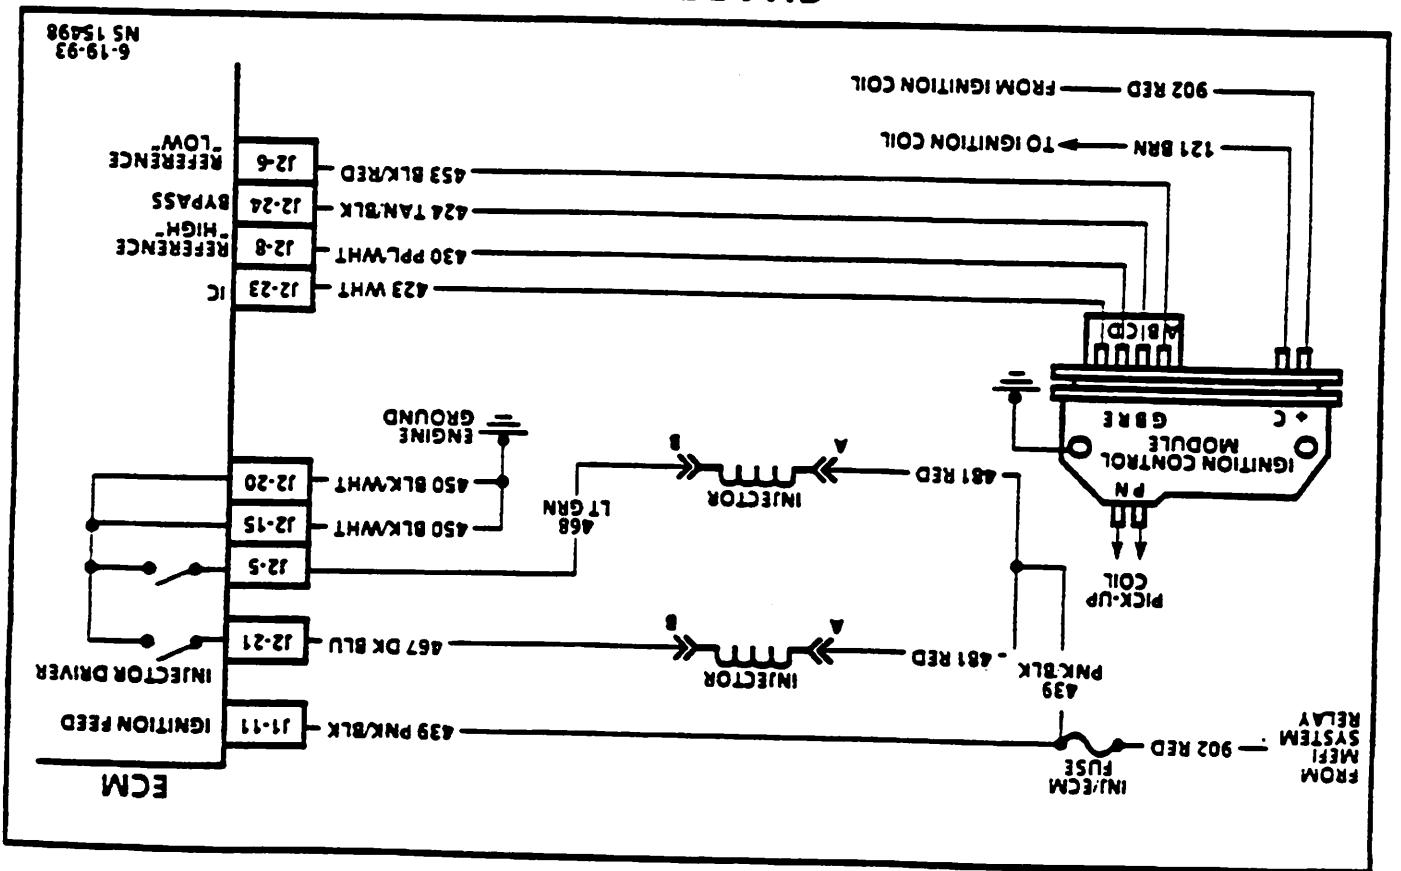 ECM
FROM
MEFI
SYSTEM
RELAY
902 RED
INJ/ECM
FUSE
439 PNK/BLK
J1-11
IGNITION FEED
439
PNK/BLK
481 RED
A
INJECTOR
B
467 DK BLU
J2-21
INJECTOR DRIVER
PICK-UP
COIL
P N
IGNITION CONTROL
MODULE
+ C
G B R E
481 RED
A
INJECTOR
B
468
LT GRN
J2-5
450 BLK/WHT
J2-15
450 BLK/WHT
J2-20
ENGINE
GROUND
A B C D
423 WHT
J2-23
IC
430 PPL/WHT
J2-8
REFERENCE
"HIGH"
424 TAN/BLK
J2-24
BYPASS
453 BLK/RED
J2-6
REFERENCE
"LOW"
121 BRN
TO IGNITION COIL
902 RED
FROM IGNITION COIL
6-19-93
NS 15498